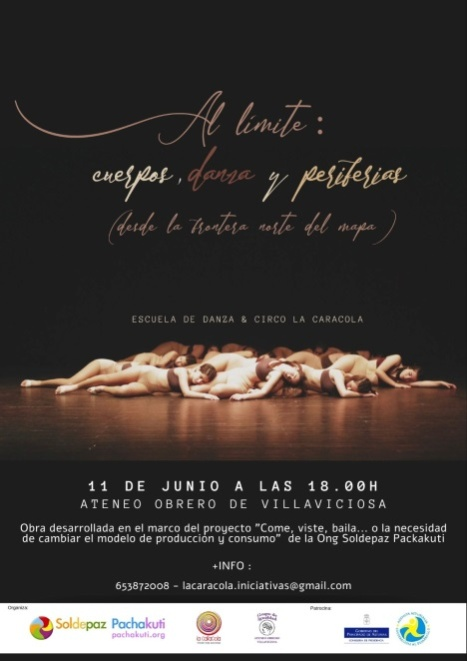 Al límite :
cuerpos, danza y periferias
(desde la frontera norte del mapa)
ESCUELA DE DANZA & CIRCO LA CARACOLA
11 DE JUNIO A LAS 18.00H
ATENEO OBRERO DE VILLAVICIOSA
Obra desarrollada en el marco del proyecto "Come, viste, baila... o la necesidad
de cambiar el modelo de producción y consumo" de la Ong Soldepaz Packakuti
+INFO :
653872008 - lacaracola.iniciativas@gmail.com
Organiza: Patrocina:
Soldepaz Pachakuti
pachakuti.org